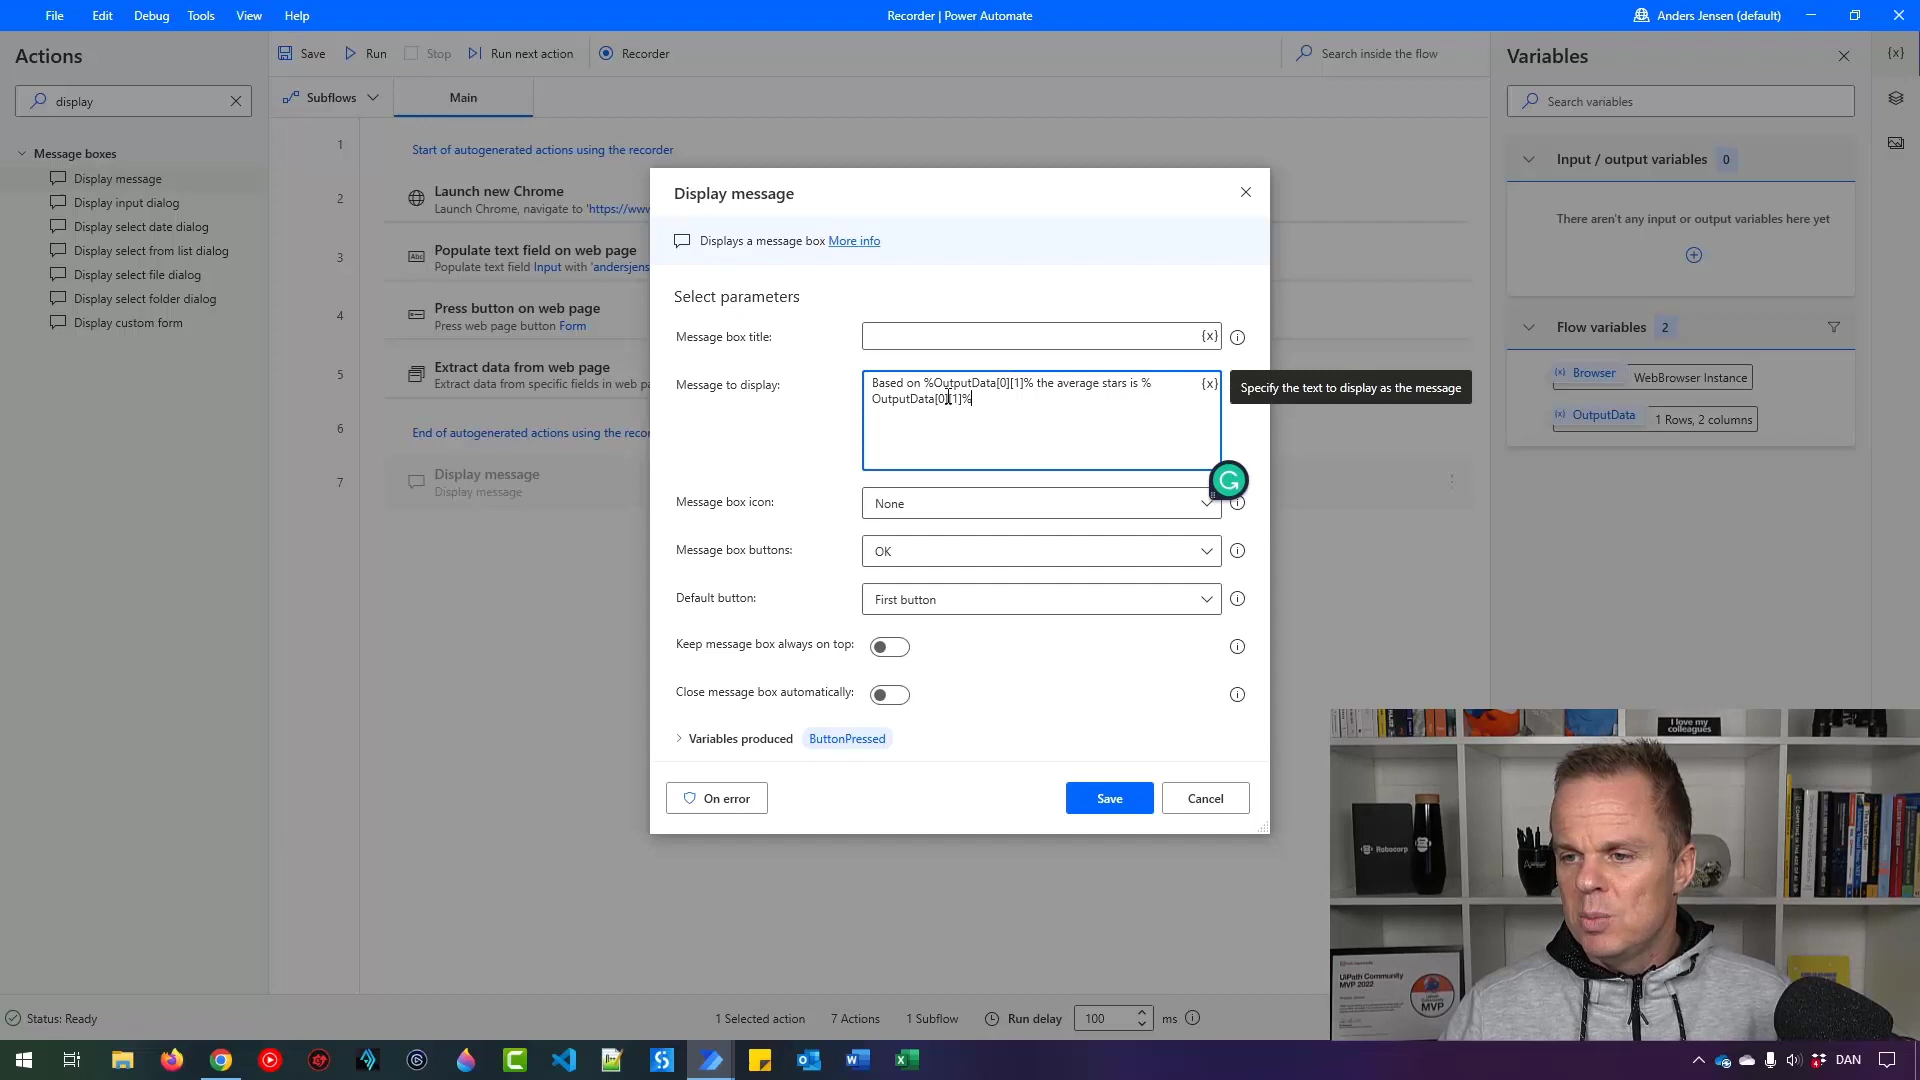 File Edit Debug Tools View Help
Recorder | Power Automate
Anders Jensen (default)
Actions
display
Message boxes
Display message
Display input dialog
Display select date dialog
Display select from list dialog
Display select file dialog
Display select folder dialog
Display custom form
Save Run Stop Run next action Recorder
Search inside the flow
Subflows Main
1 Start of autogenerated actions using the recorder
2 Launch new Chrome
Launch Chrome, navigate to 'https://www
3 Populate text field on web page
Populate text field Input with 'andersjens
4 Press button on web page
Press web page button Form
5 Extract data from web page
Extract data from specific fields in web pa
6 End of autogenerated actions using the recor
7 Display message
Display message
Display message
Displays a message box More info
Select parameters
Message box title: {x}
Message to display:
Based on %OutputData[0][1]% the average stars is %
OutputData[0][1]%
{x}
Specify the text to display as the message
Message box icon: None
Message box buttons: OK
Default button: First button
Keep message box always on top:
Close message box automatically:
Variables produced ButtonPressed
On error Save Cancel
Variables
{x}
Search variables
Input / output variables 0
There aren't any input or output variables here yet
Flow variables 2
{x} Browser WebBrowser Instance
{x} OutputData 1 Rows, 2 columns
I love my
colleagues
Robocorp
UiPath Community
MVP 2022
MVP
Status: Ready
1 Selected action 7 Actions 1 Subflow Run delay 100 ms
DAN